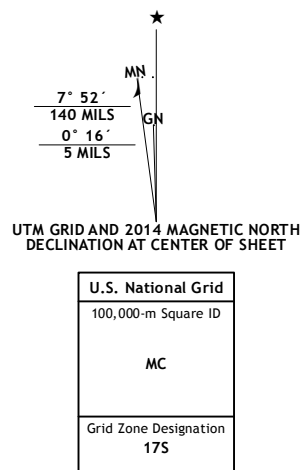 ★
MN
GN
7° 52´
140 MILS
0° 16´
5 MILS
UTM GRID AND 2014 MAGNETIC NORTH
DECLINATION AT CENTER OF SHEET
U.S. National Grid
100,000-m Square ID
MC
Grid Zone Designation
17S